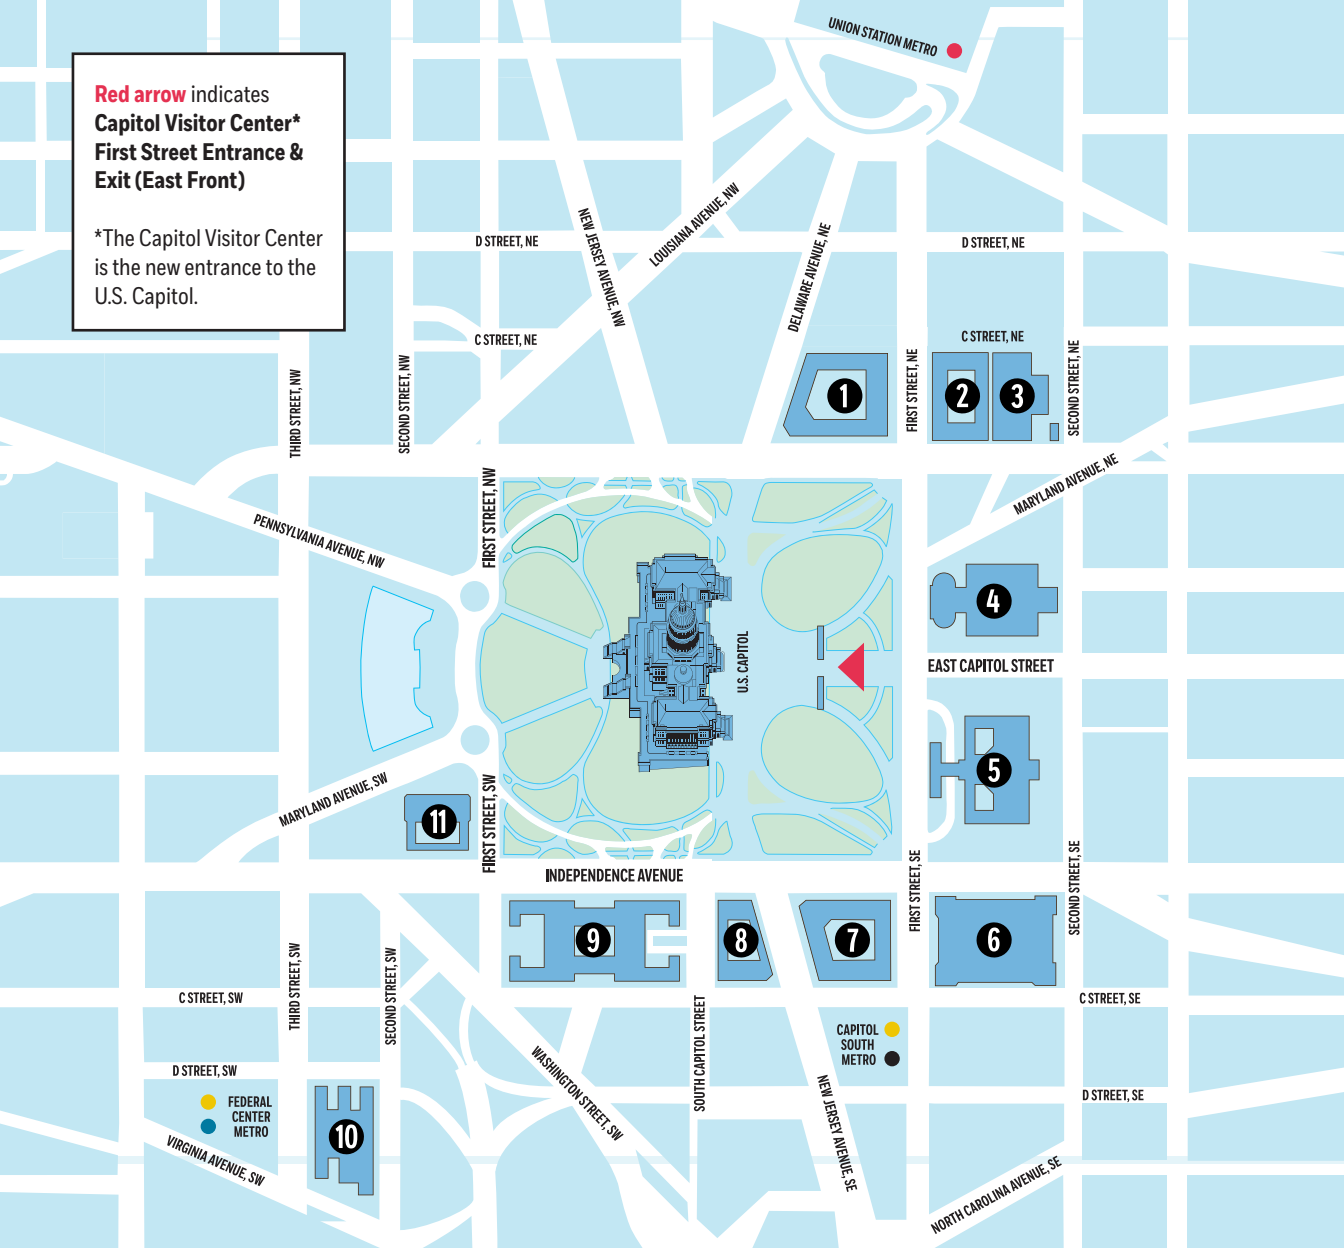 UNION STATION METRO
Red arrow indicates
Capitol Visitor Center*
First Street Entrance &
Exit (East Front)
*The Capitol Visitor Center
is the new entrance to the
U.S. Capitol.
NEW JERSEY AVENUE, NW
LOUISIANA AVENUE, NW
DELAWARE AVENUE, NE
D STREET, NE
D STREET, NE
C STREET, NE
C STREET, NE
THIRD STREET, NW
SECOND STREET, NW
FIRST STREET, NE
SECOND STREET, NE
1
2
3
FIRST STREET, NW
MARYLAND AVENUE, NE
PENNSYLVANIA AVENUE, NW
4
U.S. CAPITOL
EAST CAPITOL STREET
5
MARYLAND AVENUE, SW
11
FIRST STREET, SW
INDEPENDENCE AVENUE
FIRST STREET, SE
SECOND STREET, SE
9
8
7
6
THIRD STREET, SW
SECOND STREET, SW
C STREET, SW
C STREET, SE
SOUTH CAPITOL STREET
CAPITOL
SOUTH
METRO
WASHINGTON STREET, SW
NEW JERSEY AVENUE, SE
D STREET, SW
D STREET, SE
FEDERAL
CENTER
METRO
10
VIRGINIA AVENUE, SW
NORTH CAROLINA AVENUE, SE